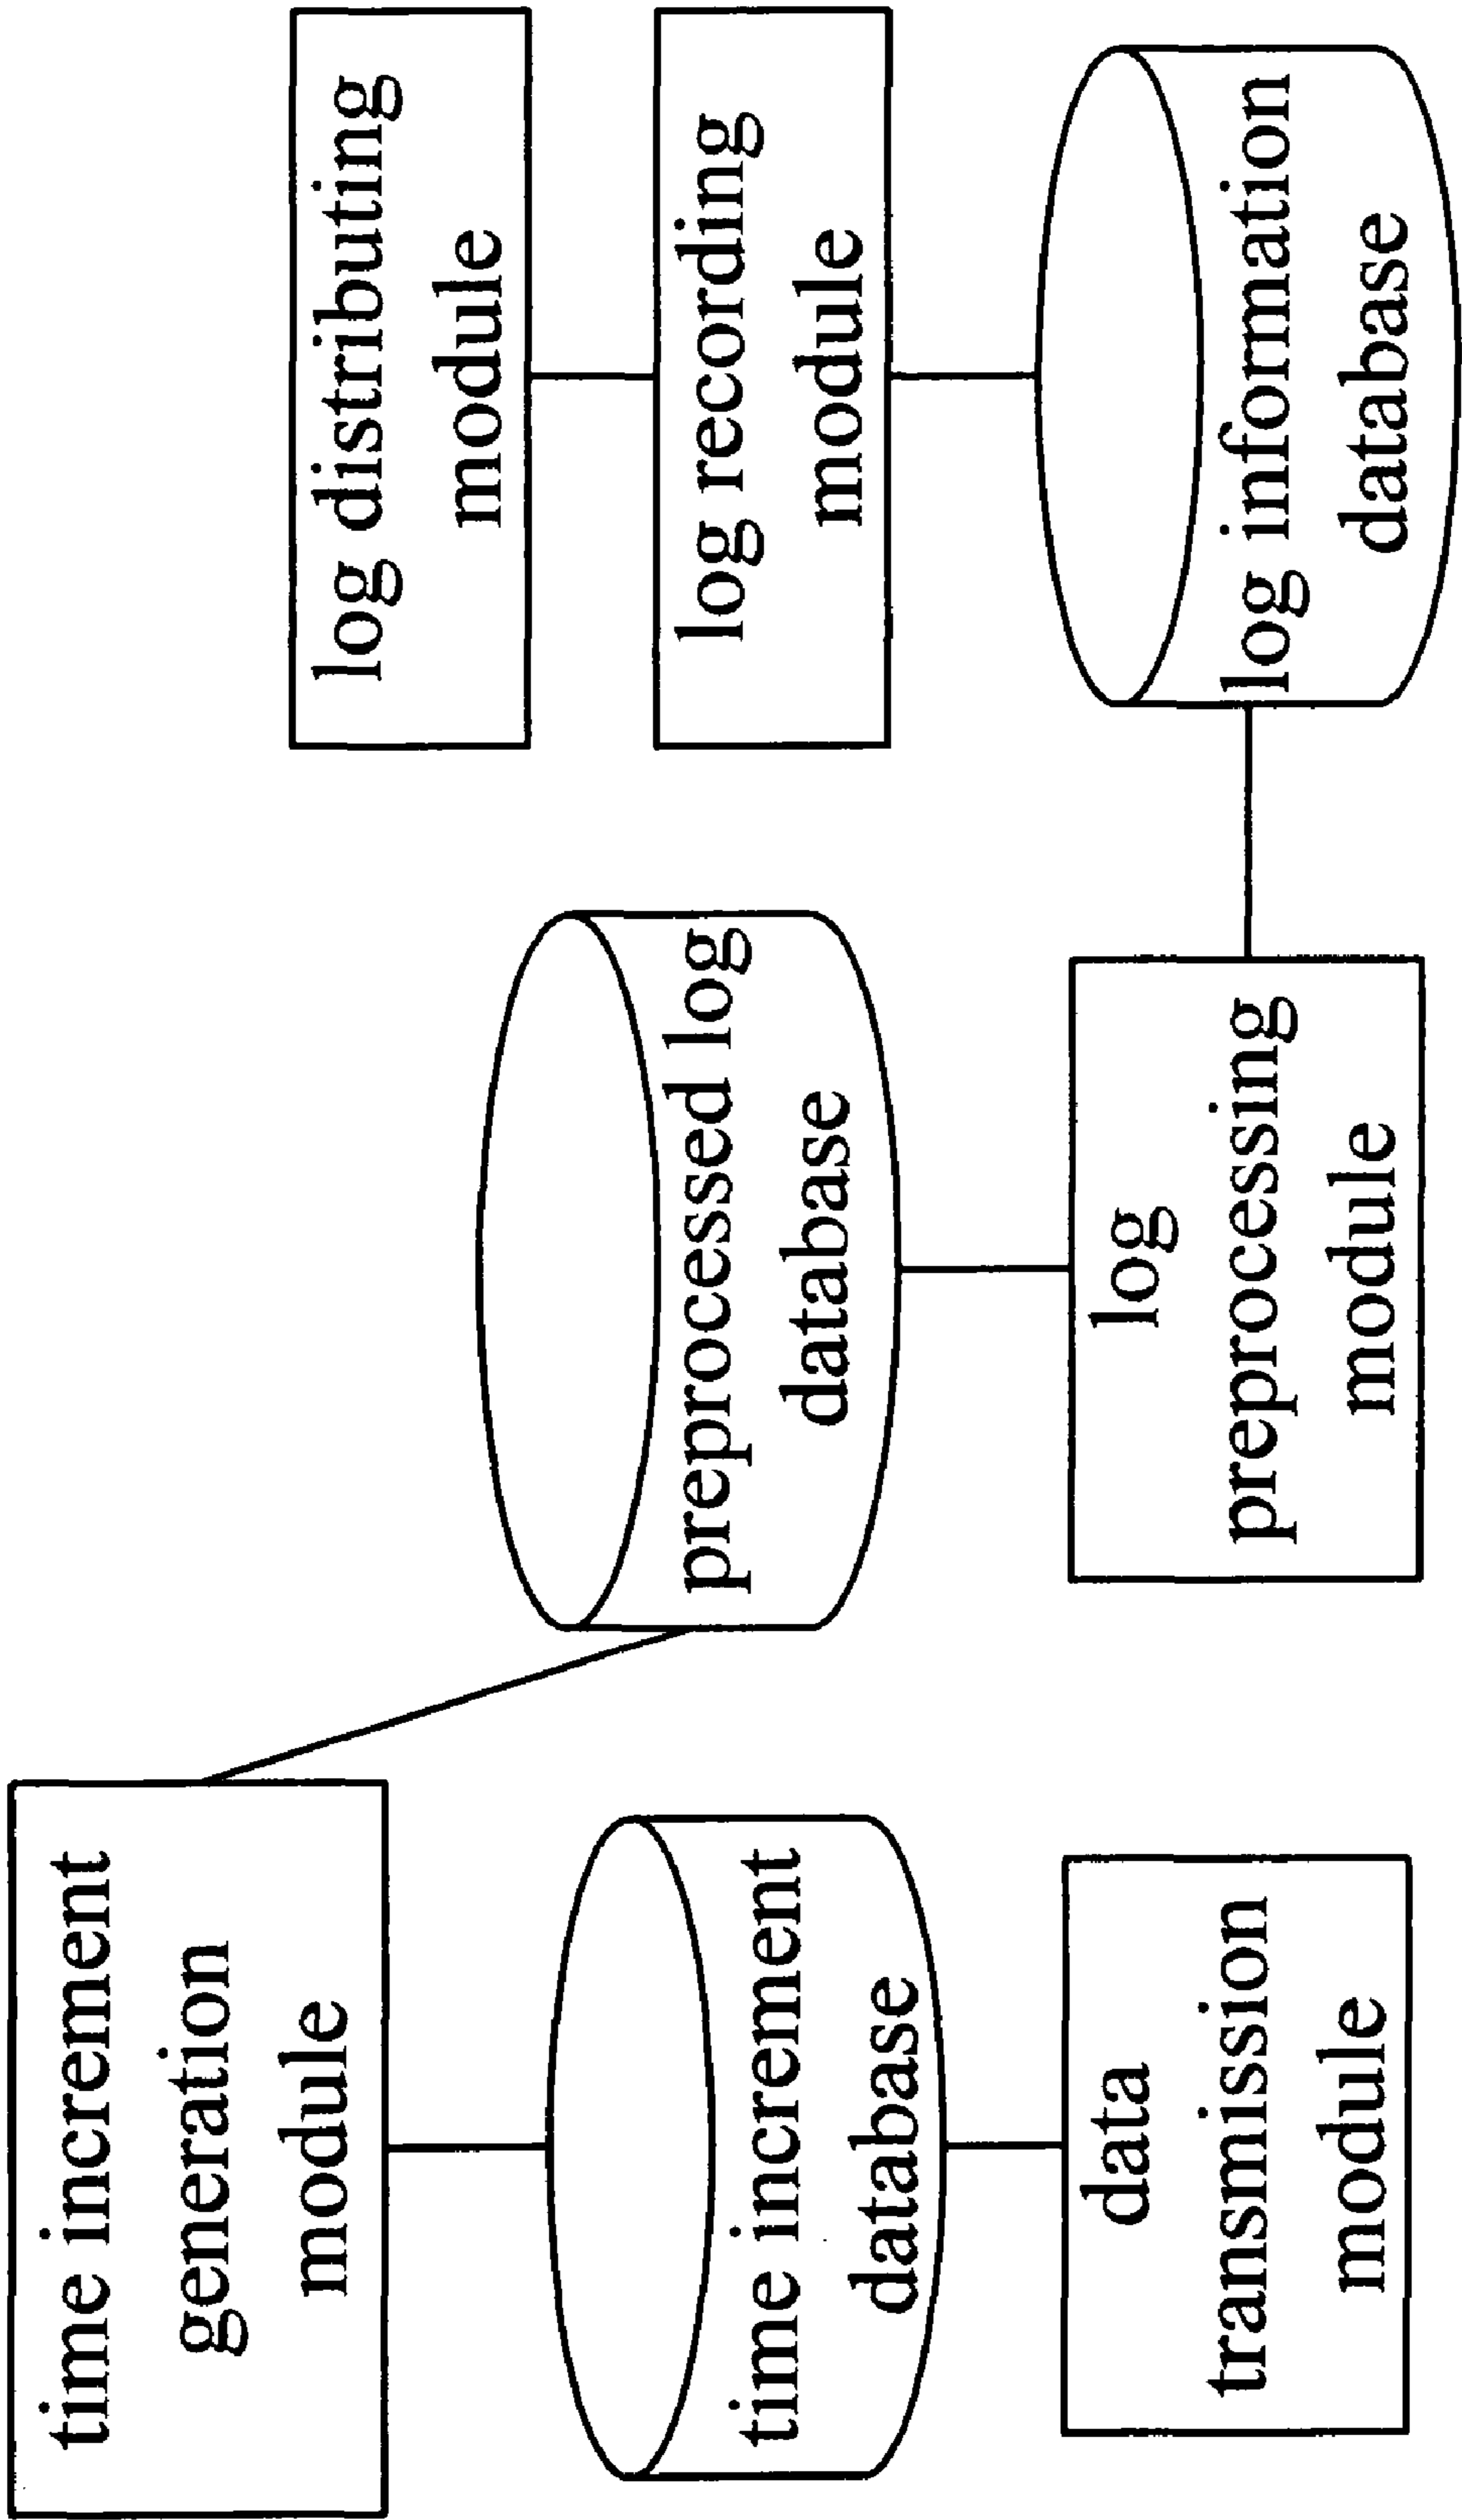 time increment
generation
module
time increment
database
data
transmission
module
preprocessed log
database
log
preprocessing
module
log distributing
module
log recording
module
log information
database